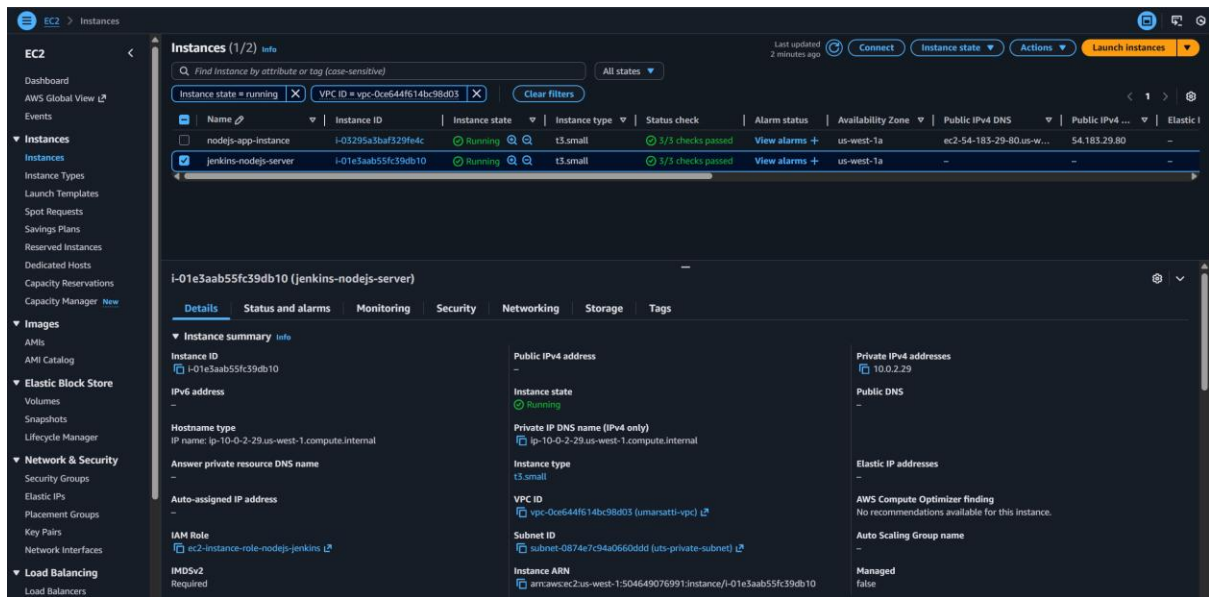 EC2 > Instances
EC2
Dashboard
AWS Global View
Events
Instances
Instances
Instance Types
Launch Templates
Spot Requests
Savings Plans
Reserved Instances
Dedicated Hosts
Capacity Reservations
Capacity Manager New
Images
AMIs
AMI Catalog
Elastic Block Store
Volumes
Snapshots
Lifecycle Manager
Network & Security
Security Groups
Elastic IPs
Placement Groups
Key Pairs
Network Interfaces
Load Balancing
Load Balancers
Instances (1/2) Info
Last updated
2 minutes ago
Connect
Instance state
Actions
Launch instances
Find Instance by attribute or tag (case-sensitive)
All states
Instance state = running
VPC ID = vpc-0ce644f614bc98d03
Clear filters
1
Name Instance ID Instance state Instance type Status check Alarm status Availability Zone Public IPv4 DNS Public IPv4 ... Elastic I
nodejs-app-instance i-03295a3baf329fe4c Running t3.small 3/3 checks passed View alarms + us-west-1a ec2-54-183-29-80.us-w... 54.183.29.80 –
jenkins-nodejs-server i-01e3aab55fc39db10 Running t3.small 3/3 checks passed View alarms + us-west-1a – – –
i-01e3aab55fc39db10 (jenkins-nodejs-server)
Details Status and alarms Monitoring Security Networking Storage Tags
Instance summary Info
Instance ID
i-01e3aab55fc39db10
Public IPv4 address
–
Private IPv4 addresses
10.0.2.29
IPv6 address
–
Instance state
Running
Public DNS
–
Hostname type
IP name: ip-10-0-2-29.us-west-1.compute.internal
Private IP DNS name (IPv4 only)
ip-10-0-2-29.us-west-1.compute.internal
Answer private resource DNS name
–
Instance type
t3.small
Elastic IP addresses
–
Auto-assigned IP address
–
VPC ID
vpc-0ce644f614bc98d03 (umarsatti-vpc)
AWS Compute Optimizer finding
No recommendations available for this instance.
IAM Role
ec2-instance-role-nodejs-jenkins
Subnet ID
subnet-0874e7c94a0660ddd (uts-private-subnet)
Auto Scaling Group name
–
IMDSv2
Required
Instance ARN
arn:aws:ec2:us-west-1:504649076991:instance/i-01e3aab55fc39db10
Managed
false